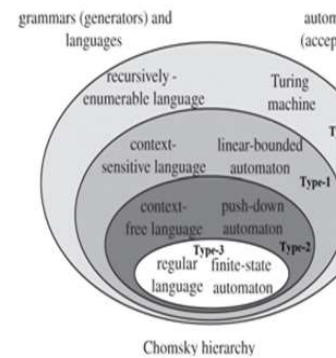 grammars (generators) and
languages
recursively -
enumerable language
Turing
machine
context-
sensitive language
linear-bounded
automaton
Type-1
context-
free language
push-down
automaton
Type-2
Type-3
regular
language
finite-state
automaton
Chomsky hierarchy